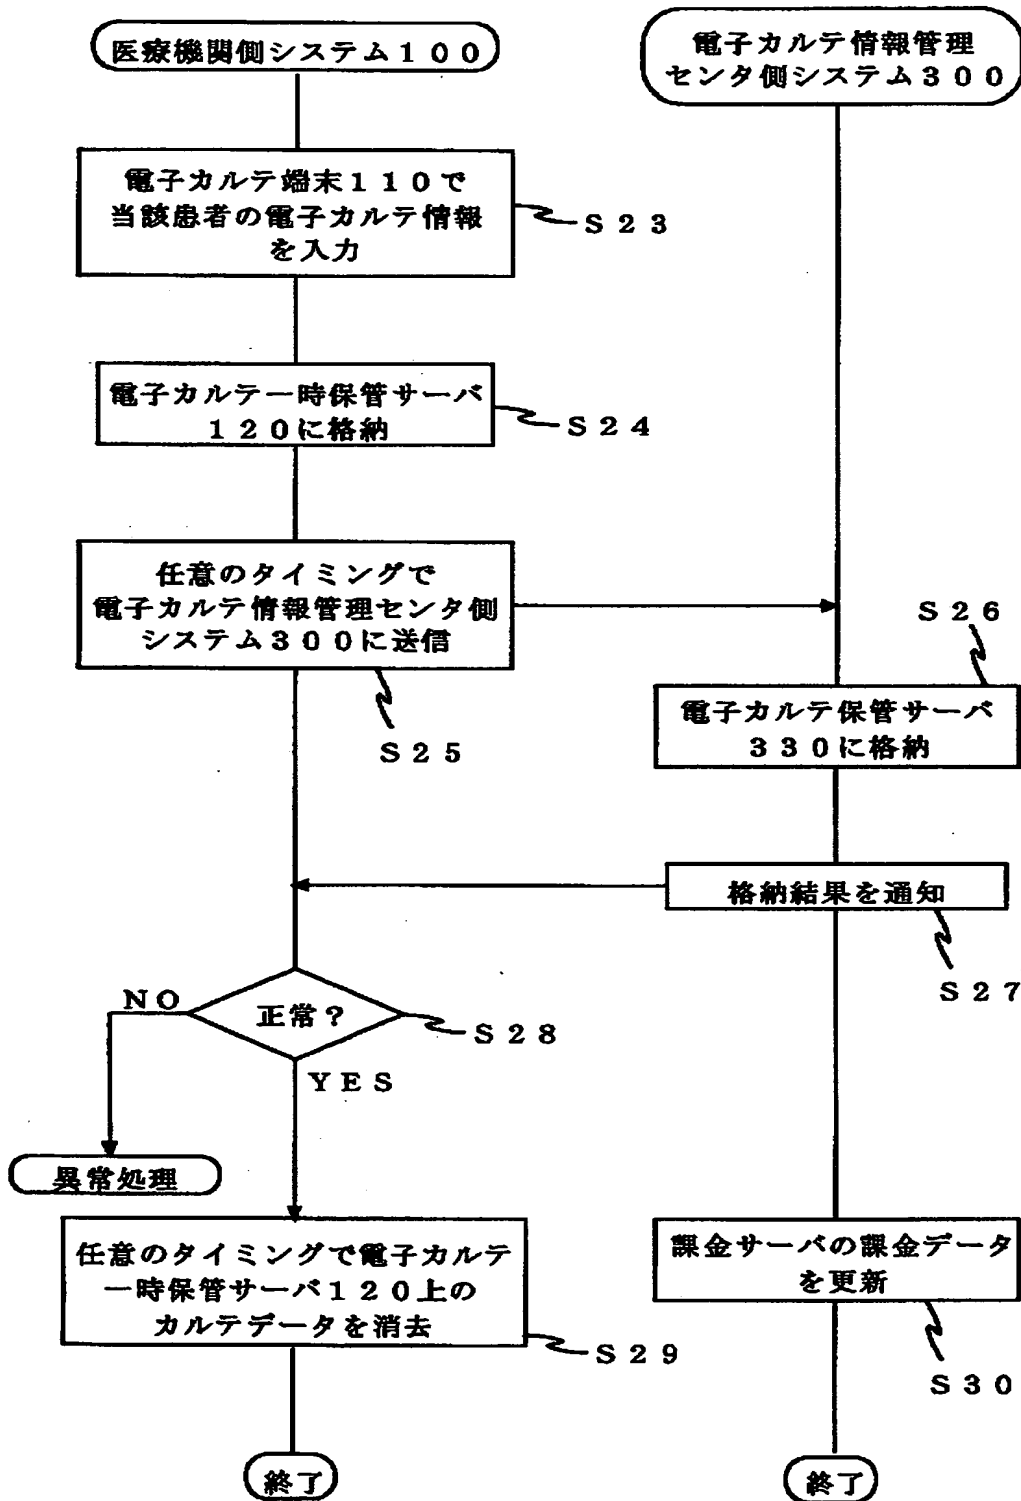 医療機関側システム１００
電子カルテ情報管理
センタ側システム３００
電子カルテ端末１１０で
当該患者の電子カルテ情報
を入力
Ｓ２３
電子カルテ一時保管サーバ
１２０に格納
Ｓ２４
任意のタイミングで
電子カルテ情報管理センタ側
システム３００に送信
Ｓ２５
Ｓ２６
電子カルテ保管サーバ
３３０に格納
格納結果を通知
Ｓ２７
正常？
Ｓ２８
ＮＯ
ＹＥＳ
異常処理
任意のタイミングで電子カルテ
一時保管サーバ１２０上の
カルテデータを消去
Ｓ２９
課金サーバの課金データ
を更新
Ｓ３０
終了
終了